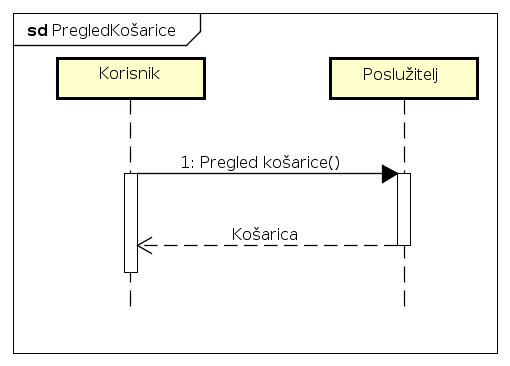 sd PregledKošarice
Korisnik
Poslužitelj
1: Pregled košarice()
Košarica